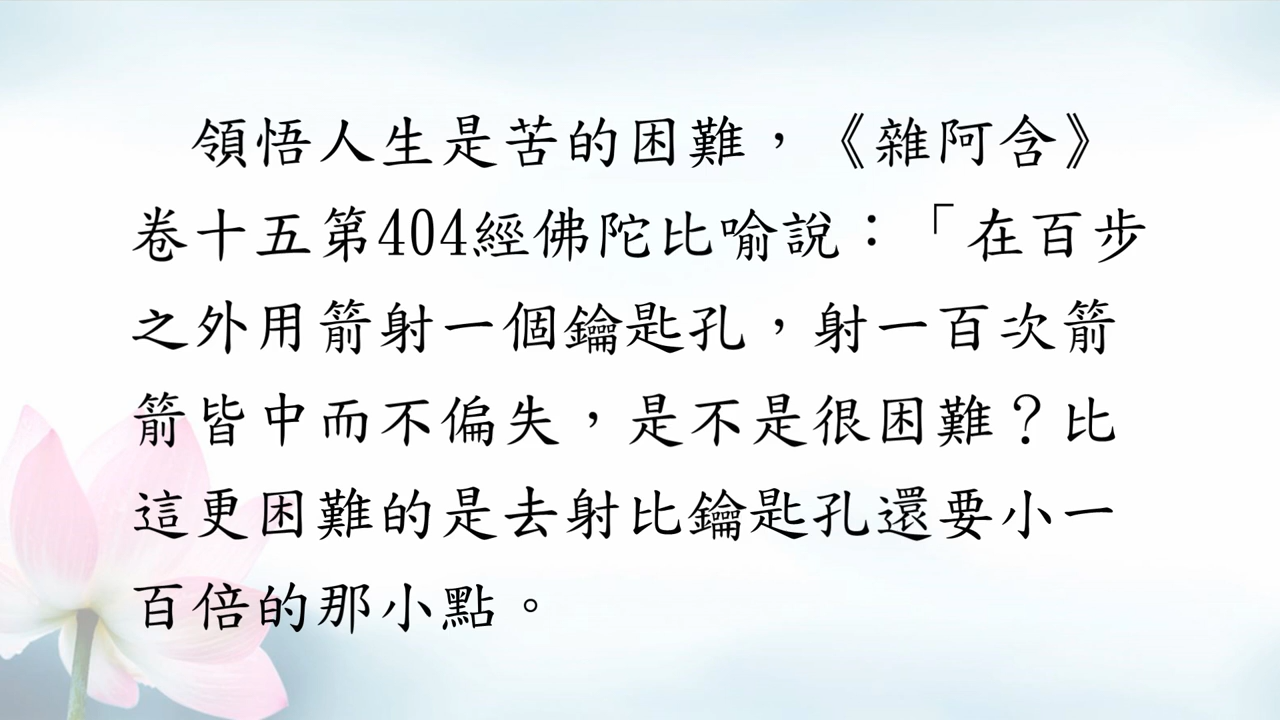 領悟人生是苦的困難，《雜阿含》
卷十五第404經佛陀比喻說：「在百步
之外用箭射一個鑰匙孔，射一百次箭
箭皆中而不偏失，是不是很困難？比
這更困難的是去射比鑰匙孔還要小一
百倍的那小點。